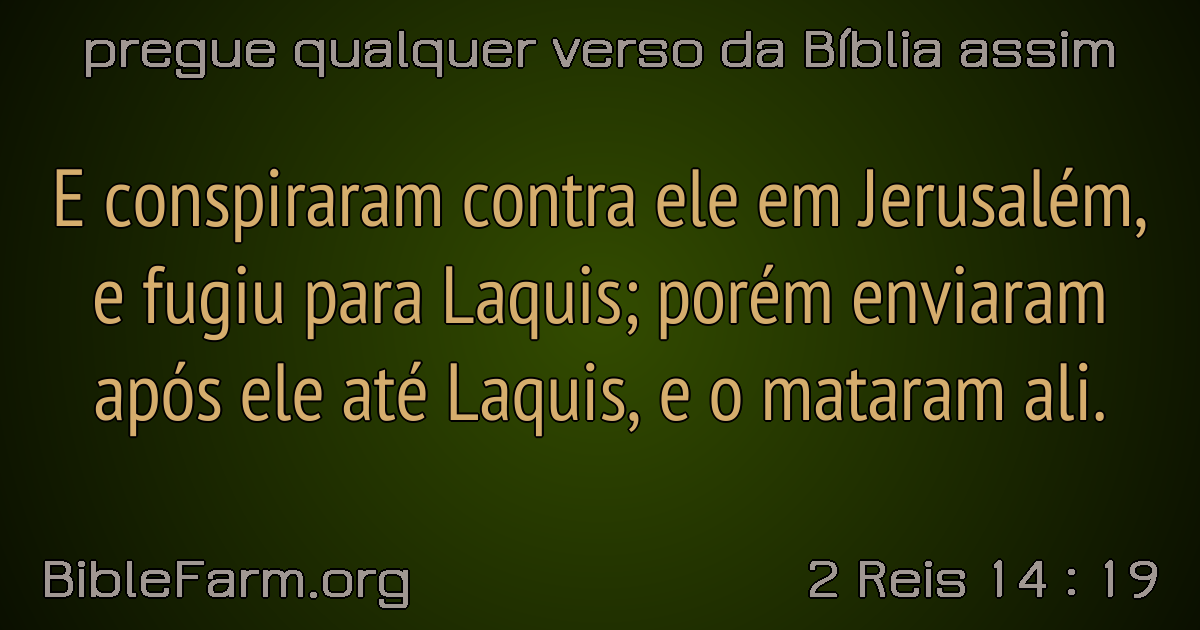 pregue qualquer verso da Bíblia assim
E conspiraram contra ele em Jerusalém,
e fugiu para Laquis; porém enviaram
após ele até Laquis, e o mataram ali.
BibleFarm.org
2 Reis 14 : 19